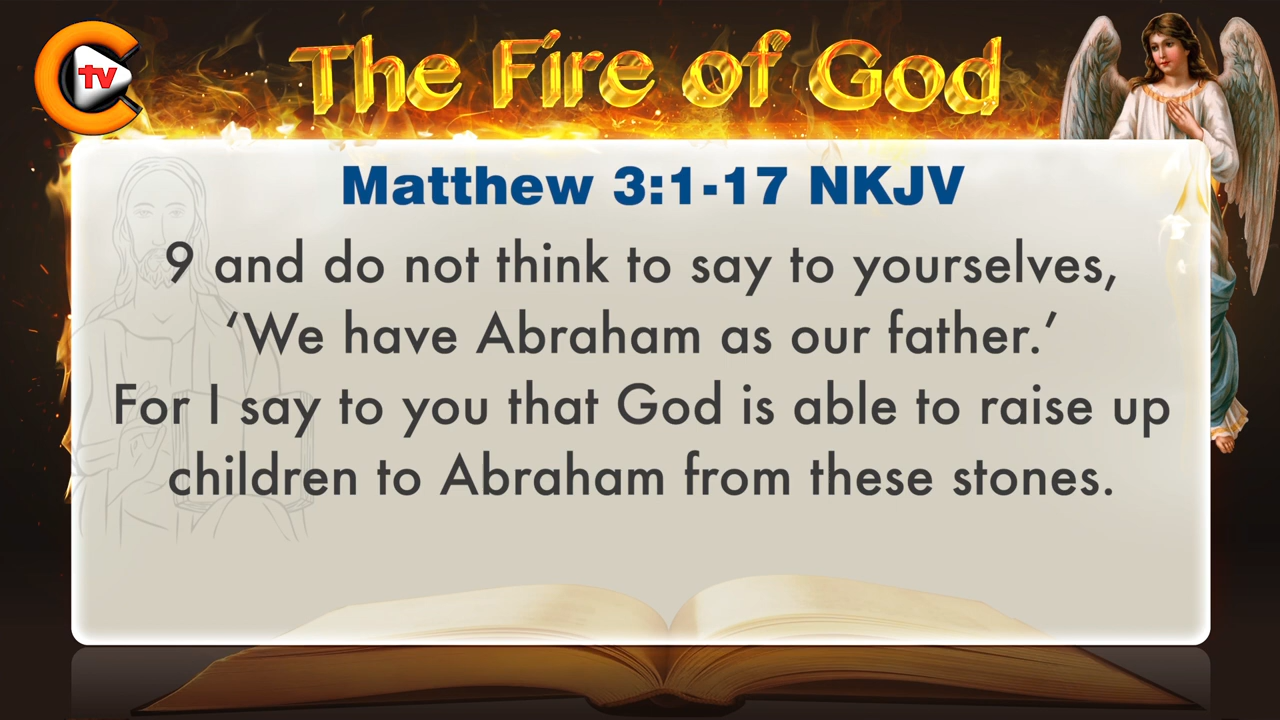 tv
The Fire of God
Matthew 3:1-17 NKJV
9 and do not think to say to yourselves,
‘We have Abraham as our father.’
For I say to you that God is able to raise up
children to Abraham from these stones.